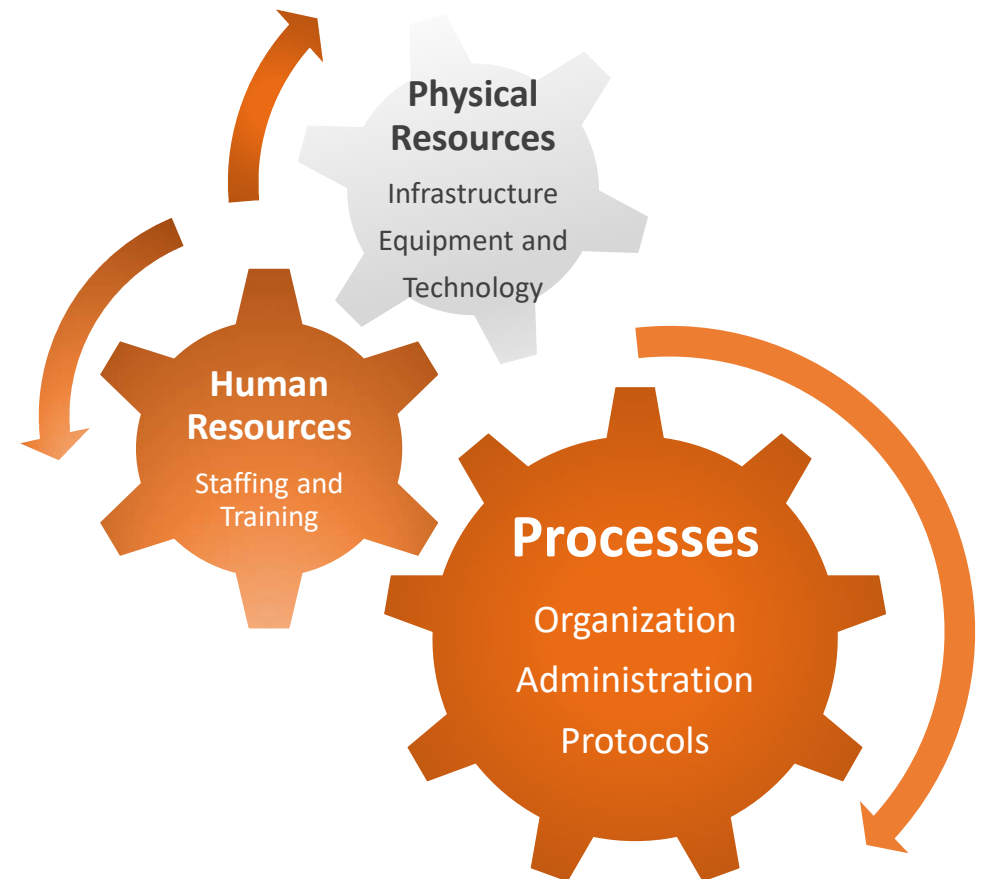 Physical
Resources
Infrastructure
Equipment and
Technology
Human
Resources
Staffing and
Training
Processes
Organization
Administration
Protocols